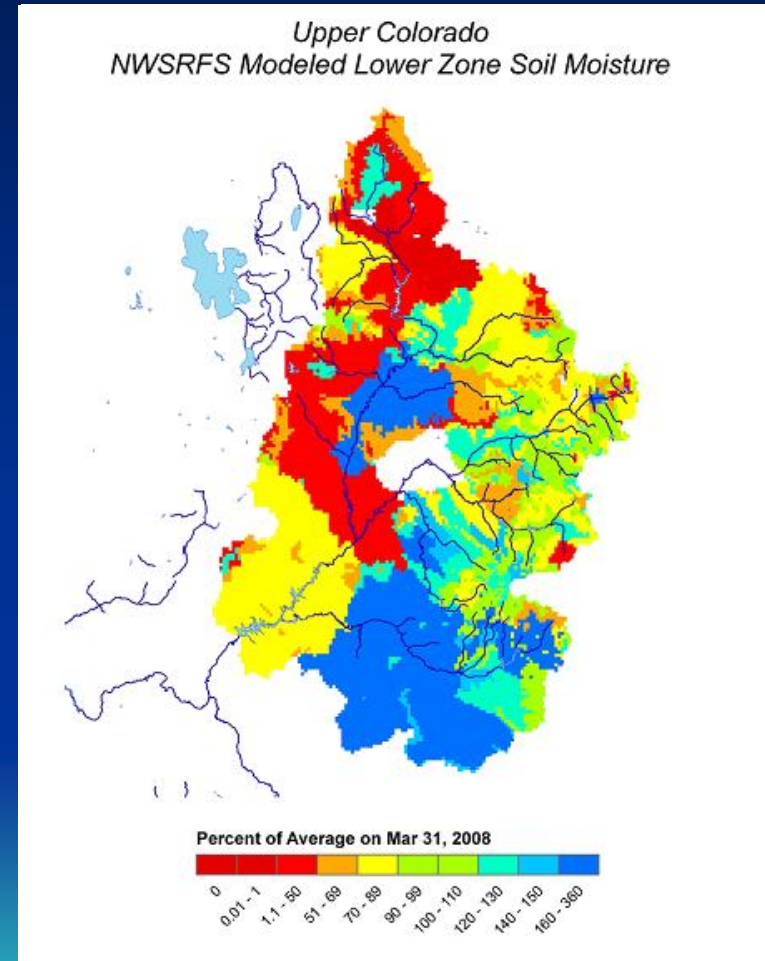 Upper Colorado
NWSRFS Modeled Lower Zone Soil Moisture
Percent of Average on Mar 31, 2008
0
0.01 - 1
1.1 - 50
51 - 69
70 - 89
90 - 99
100 - 110
120 - 130
140 - 150
160 - 360